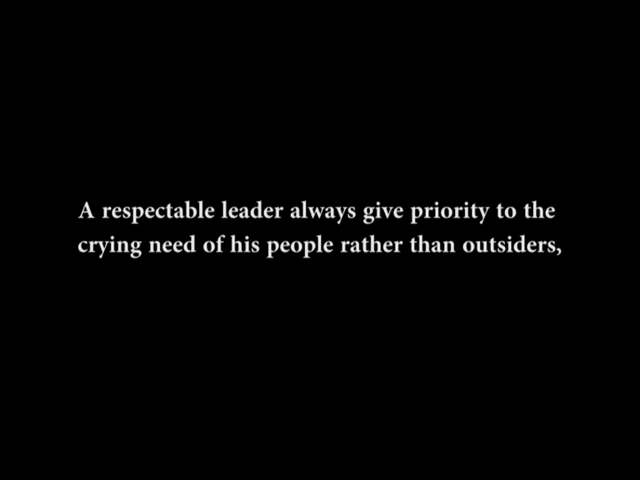 A respectable leader always give priority to the
crying need of his people rather than outsiders,